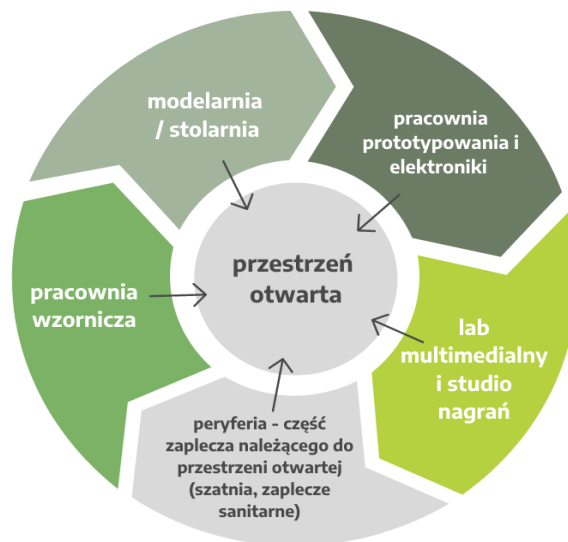 modelarnia
/ stolarnia
pracownia
prototypowania i
elektroniki
przestrzeń
otwarta
pracownia
wzornicza
lab
multimedialny
i studio
nagrań
peryferia - część
zaplecza należącego do
przestrzeni otwartej
(szatnia, zaplecze
sanitarne)